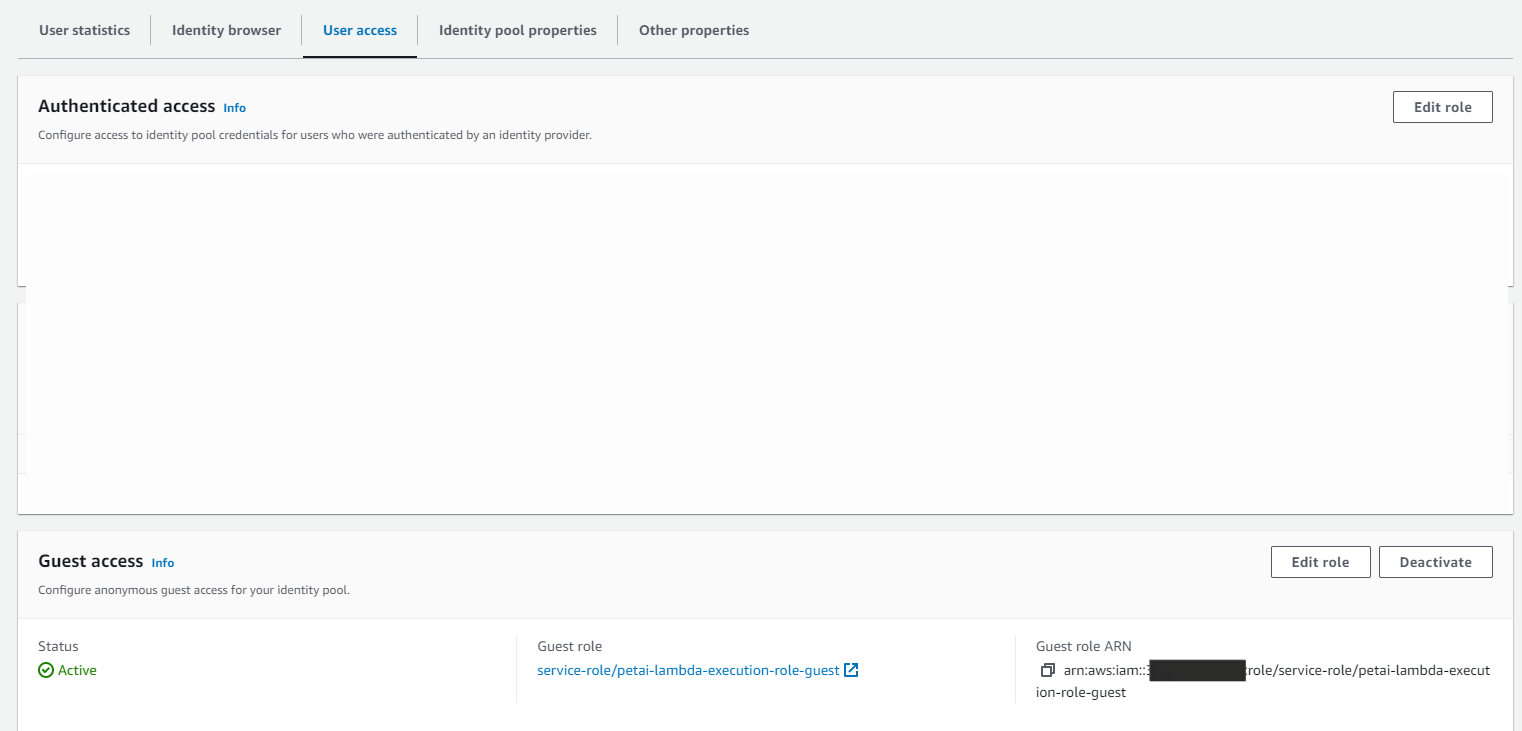 User statistics
Identity browser
User access
Identity pool properties
Other properties
Authenticated access Info
Edit role
Configure access to identity pool credentials for users who were authenticated by an identity provider.
Guest access Info
Edit role
Deactivate
Configure anonymous guest access for your identity pool.
Status
Active
Guest role
service-role/petai-lambda-execution-role-guest
Guest role ARN
arn:aws:iam:: :role/service-role/petai-lambda-execut
ion-role-guest